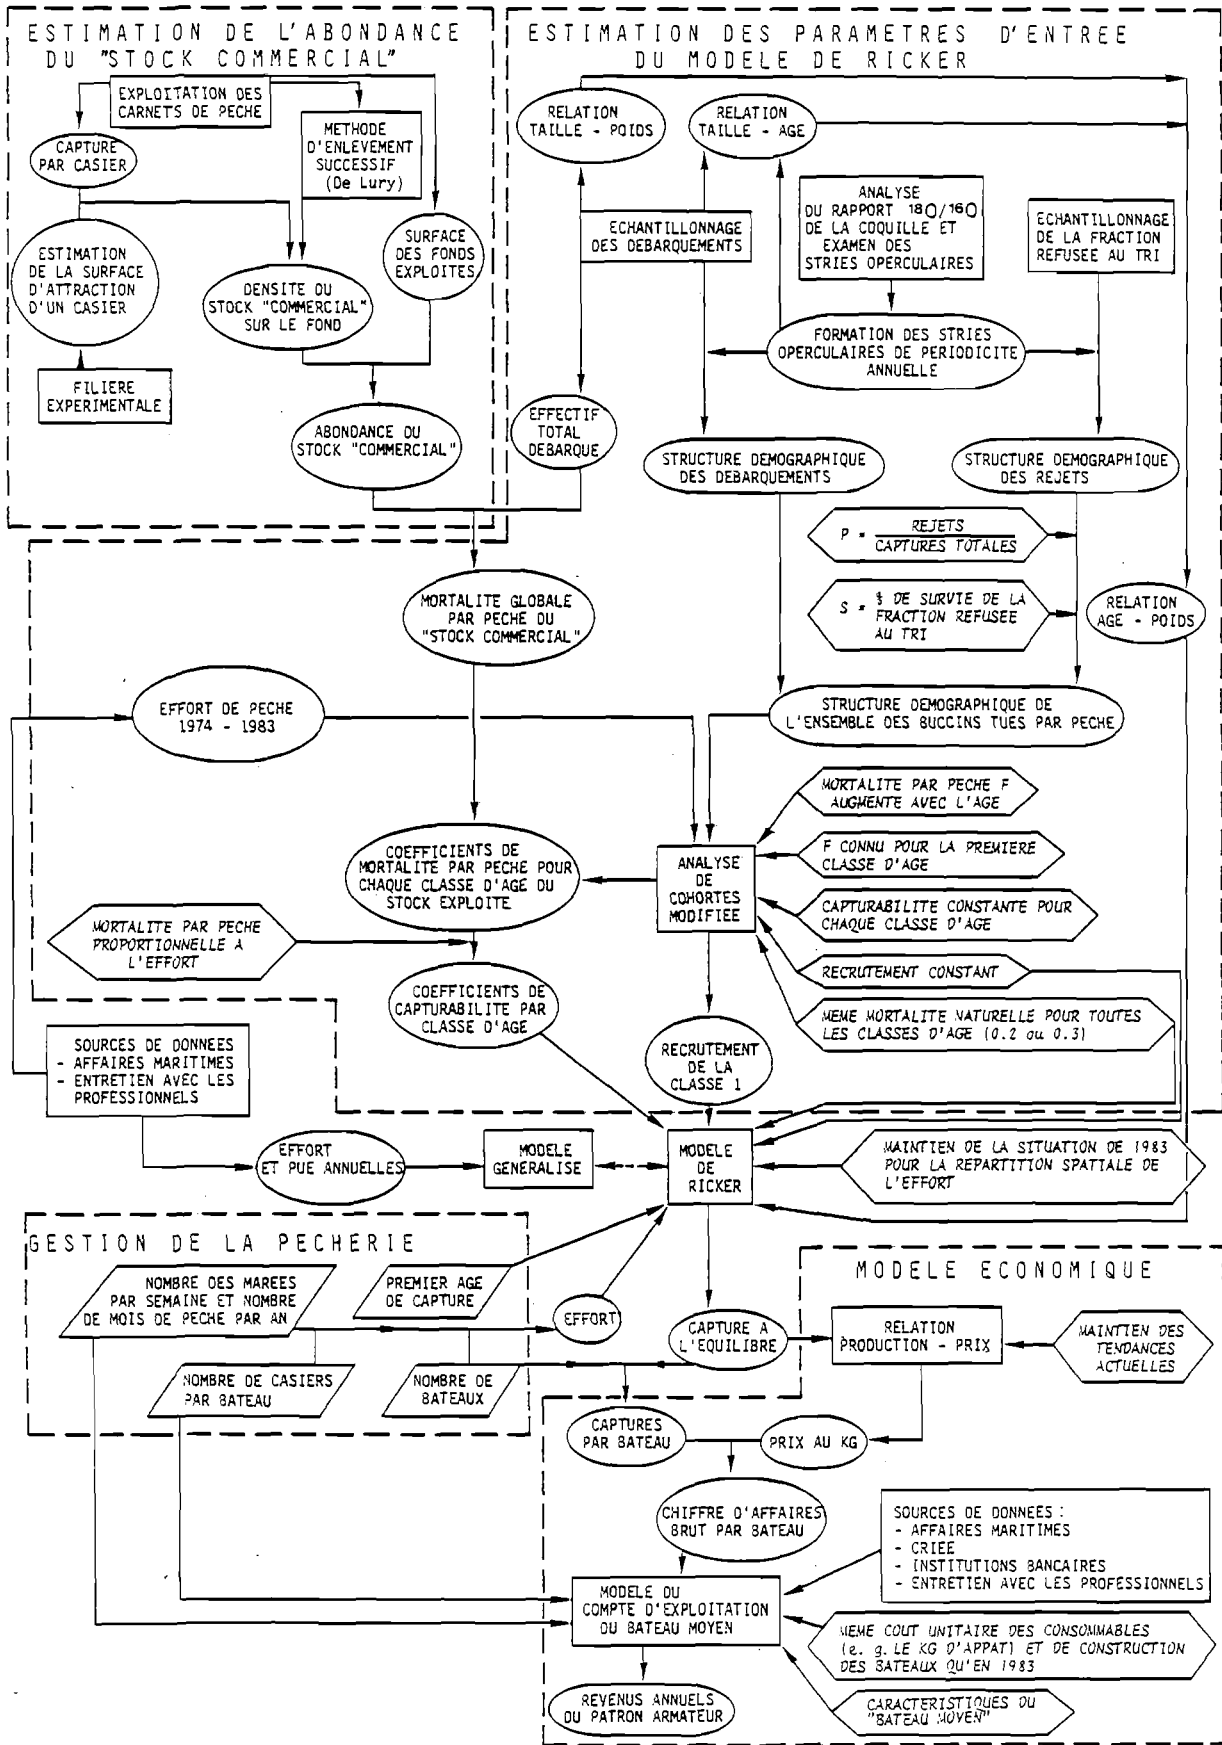 ESTIMATION DE L'ABONDANCE
DU "STOCK COMMERCIAL"
EXPLOITATION DES
CARNETS DE PECHE
CAPTURE
PAR CASIER
METHODE
D'ENLEVEMENT
SUCCESSIF
(De Lury)
ESTIMATION
DE LA SURFACE
D'ATTRACTION
D'UN CASIER
SURFACE
DES FONDS
EXPLOITES
DENSITE DU
STOCK "COMMERCIAL"
SUR LE FOND
FILIERE
EXPERIMENTALE
ABONDANCE DU
STOCK "COMMERCIAL"
ESTIMATION DES PARAMETRES D'ENTREE
DU MODELE DE RICKER
RELATION
TAILLE - POIDS
RELATION
TAILLE - AGE
ANALYSE
DU RAPPORT 18O/16O
DE LA COQUILLE ET
EXAMEN DES
STRIES OPERCULAIRES
ECHANTILLONNAGE
DES DEBARQUEMENTS
ECHANTILLONNAGE
DE LA FRACTION
REFUSEE AU TRI
FORMATION DES STRIES
OPERCULAIRES DE PERIODICITE
ANNUELLE
EFFECTIF
TOTAL
DEBARQUE
STRUCTURE DEMOGRAPHIQUE
DES DEBARQUEMENTS
STRUCTURE DEMOGRAPHIQUE
DES REJETS
P = REJETS
CAPTURES TOTALES
S = % DE SURVIE DE LA
FRACTION REFUSEE
AU TRI
RELATION
AGE - POIDS
MORTALITE GLOBALE
PAR PECHE DU
"STOCK COMMERCIAL"
EFFORT DE PECHE
1974 - 1983
STRUCTURE DEMOGRAPHIQUE DE
L'ENSEMBLE DES BUCCINS TUES PAR PECHE
MORTALITE PAR PECHE F
AUGMENTE AVEC L'AGE
COEFFICIENTS DE
MORTALITE PAR PECHE POUR
CHAQUE CLASSE D'AGE DU
STOCK EXPLOITE
ANALYSE
DE
COHORTES
MODIFIEE
F CONNU POUR LA PREMIERE
CLASSE D'AGE
CAPTURABILITE CONSTANTE POUR
CHAQUE CLASSE D'AGE
MORTALITE PAR PECHE
PROPORTIONNELLE A
L'EFFORT
RECRUTEMENT CONSTANT
COEFFICIENTS DE
CAPTURABILITE PAR
CLASSE D'AGE
MEME MORTALITE NATURELLE POUR TOUTES
LES CLASSES D'AGE (0.2 ou 0.3)
SOURCES DE DONNEES
- AFFAIRES MARITIMES
- ENTRETIEN AVEC LES
PROFESSIONNELS
RECRUTEMENT
DE LA
CLASSE 1
EFFORT
ET PUE ANNUELLES
MODELE
GENERALISE
MODELE
DE
RICKER
MAINTIEN DE LA SITUATION DE 1983
POUR LA REPARTITION SPATIALE DE
L'EFFORT
GESTION DE LA PECHERIE
NOMBRE DES MAREES
PAR SEMAINE ET NOMBRE
DE MOIS DE PECHE PAR AN
PREMIER AGE
DE CAPTURE
EFFORT
NOMBRE DE CASIERS
PAR BATEAU
NOMBRE DE
BATEAUX
CAPTURE A
L'EQUILIBRE
MODELE ECONOMIQUE
RELATION
PRODUCTION - PRIX
MAINTIEN DES
TENDANCES
ACTUELLES
CAPTURES
PAR BATEAU
PRIX AU KG
CHIFFRE D'AFFAIRES
BRUT PAR BATEAU
SOURCES DE DONNEES :
- AFFAIRES MARITIMES
- CRIEE
- INSTITUTIONS BANCAIRES
- ENTRETIEN AVEC LES PROFESSIONNELS
MODELE DU
COMPTE D'EXPLOITATION
DU BATEAU MOYEN
MEME COUT UNITAIRE DES CONSOMMABLES
(e. g. LE KG D'APPAT) ET DE CONSTRUCTION
DES BATEAUX QU'EN 1983
REVENUS ANNUELS
DU PATRON ARMATEUR
CARACTERISTIQUES DU
"BATEAU MOYEN"